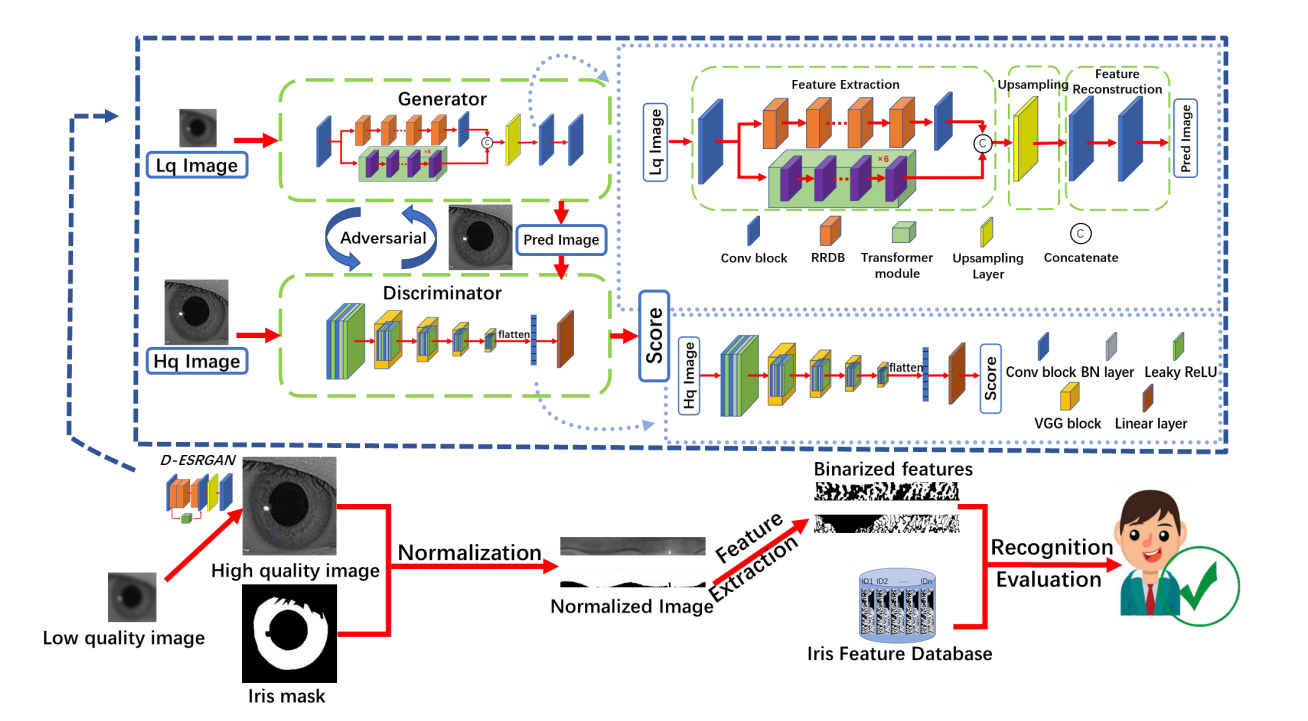 Generator
×6
C
Lq Image
Adversarial
Pred Image
Discriminator
flatten
Hq Image
Score
Feature Extraction
Upsampling
Feature
Reconstruction
Lq Image
×6
C
Pred Image
Conv block
RRDB
Transformer
module
Upsampling
Layer
C
Concatenate
Hq Image
flatten
Score
Conv block
BN layer
Leaky ReLU
VGG block
Linear layer
D-ESRGAN
Low quality image
High quality image
Iris mask
Normalization
Normalized Image
Feature
Extraction
Binarized features
ID1 ID2 ...... IDn
Iris Feature Database
Recognition
Evaluation